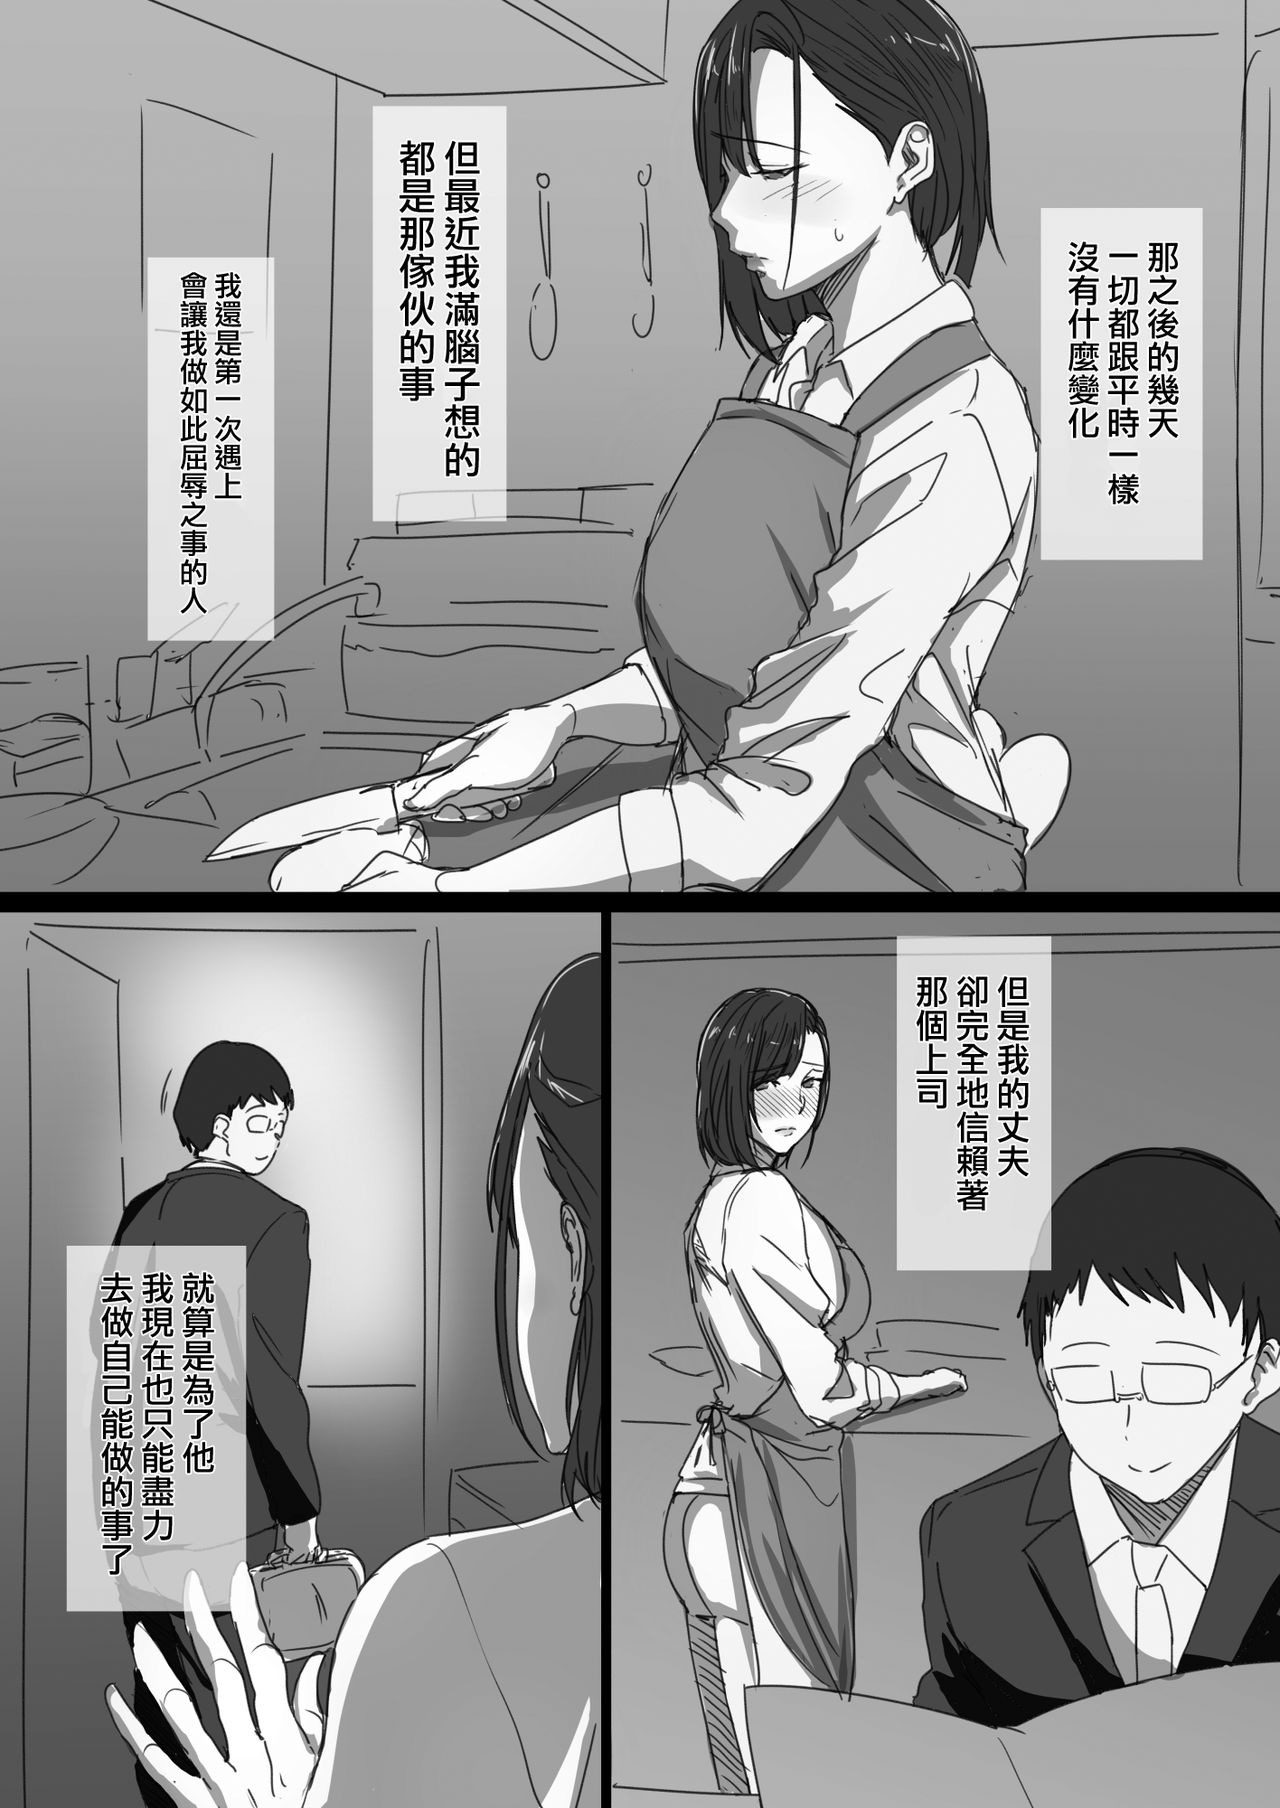 那之後的幾天
一切都跟平時一樣
沒有什麼變化
但最近我滿腦子想的
都是那傢伙的事
我還是第一次遇上
會讓我做如此屈辱之事的人
但是我的丈夫
卻完全地信賴著
那個上司
就算是為了他
我現在也只能盡力
去做自己能做的事了